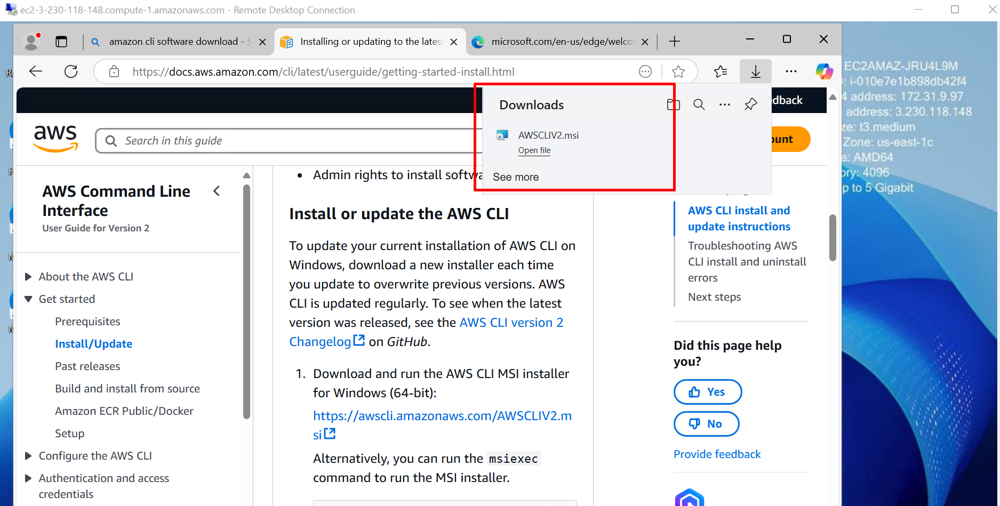 ec2-3-230-118-148.compute-1.amazonaws.com - Remote Desktop Connection
amazon cli software download - S
Installing or updating to the lates
microsoft.com/en-us/edge/welco
https://docs.aws.amazon.com/cli/latest/userguide/getting-started-install.html
EC2AMAZ-JRU4L9M
: i-010e7e1b898db42f4
4 address: 172.31.9.97
address: 3.230.118.148
ze: t3.medium
Zone: us-east-1c
e: AMD64
ory: 4096
p to 5 Gigabit
Downloads
AWSCLIV2.msi
Open file
See more
edback
aws
Search in this guide
ount
AWS Command Line
Interface
User Guide for Version 2
About the AWS CLI
Get started
Prerequisites
Install/Update
Past releases
Build and install from source
Amazon ECR Public/Docker
Setup
Configure the AWS CLI
Authentication and access
credentials
Admin rights to install softwa
Install or update the AWS CLI
To update your current installation of AWS CLI on
Windows, download a new installer each time
you update to overwrite previous versions. AWS
CLI is updated regularly. To see when the latest
version was released, see the AWS CLI version 2
Changelog on GitHub.
1. Download and run the AWS CLI MSI installer
for Windows (64-bit):
https://awscli.amazonaws.com/AWSCLIV2.m
si
Alternatively, you can run the msiexec
command to run the MSI installer.
AWS CLI install and
update instructions
Troubleshooting AWS
CLI install and uninstall
errors
Next steps
Did this page help
you?
Yes
No
Provide feedback